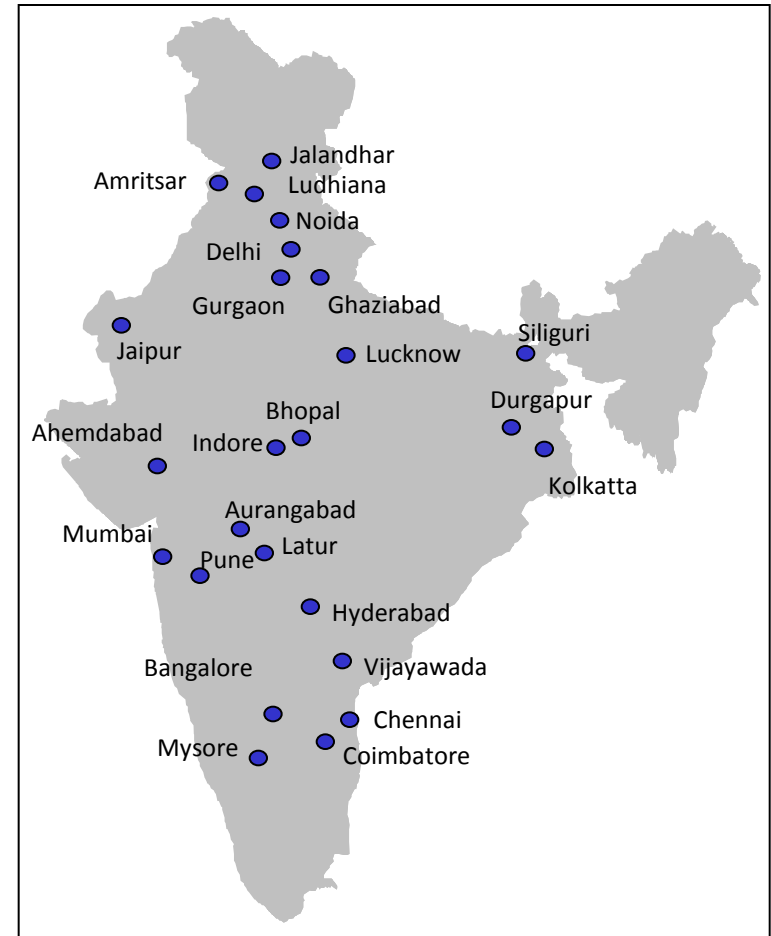 Jalandhar
Amritsar
Ludhiana
Noida
Delhi
Gurgaon
Ghaziabad
Jaipur
Siliguri
Lucknow
Durgapur
Bhopal
Ahemdabad
Indore
Kolkatta
Aurangabad
Mumbai
Latur
Pune
Hyderabad
Bangalore
Vijayawada
Chennai
Mysore
Coimbatore